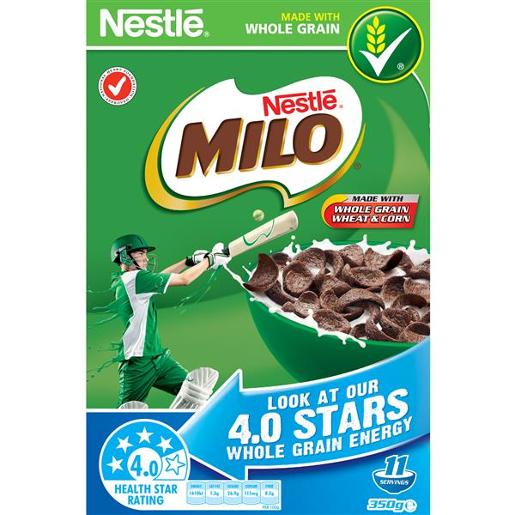 Nestlé®
MADE WITH
WHOLE GRAIN
®
Nestlé®
MILO®
MADE WITH
WHOLE GRAIN
WHEAT & CORN
LOOK AT OUR
4.0 STARS
WHOLE GRAIN ENERGY
4.0
HEALTH STAR
RATING
11
SERVINGS
350g